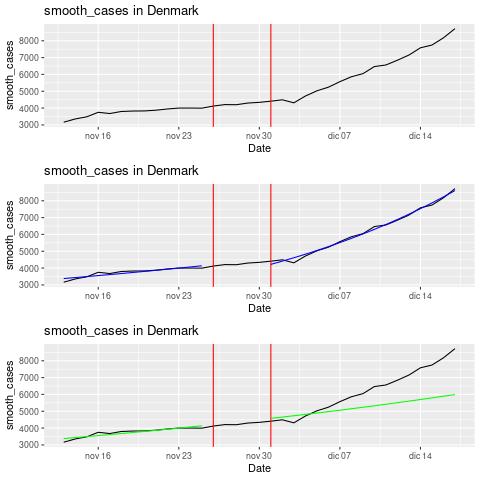 smooth_cases in Denmark
smooth_cases
8000
7000
6000
5000
4000
3000
nov 16
nov 23
nov 30
dic 07
dic 14
Date
smooth_cases in Denmark
smooth_cases
8000
7000
6000
5000
4000
3000
nov 16
nov 23
nov 30
dic 07
dic 14
Date
smooth_cases in Denmark
smooth_cases
8000
7000
6000
5000
4000
3000
nov 16
nov 23
nov 30
dic 07
dic 14
Date